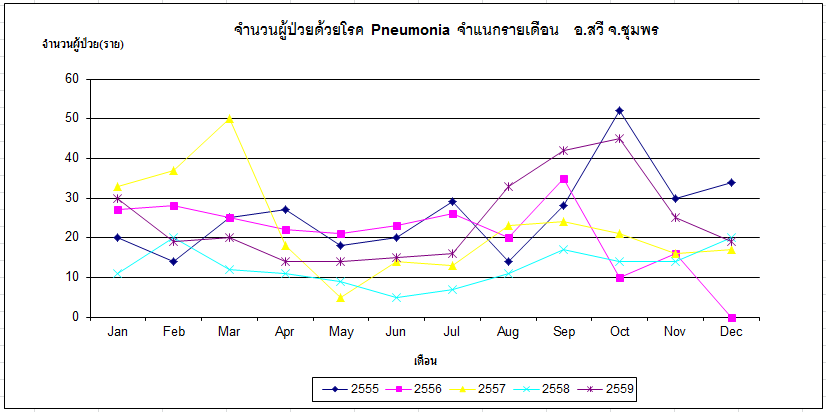 จำนวนผู้ป่วยด้วยโรค Pneumonia จำแนกรายเดือน อ.สวี จ.ชุมพร
จำนวนผู้ป่วย(ราย)
60
50
40
30
20
10
0
Jan Feb Mar Apr May Jun Jul Aug Sep Oct Nov Dec
เดือน
2555 2556 2557 2558 2559